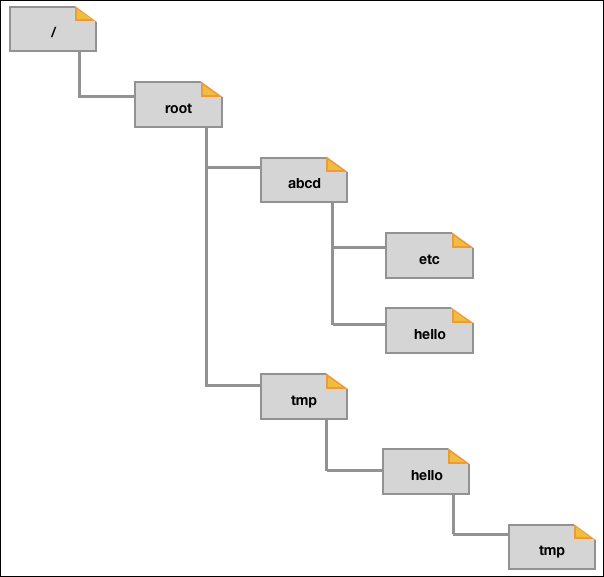 /
root
abcd
etc
hello
tmp
hello
tmp